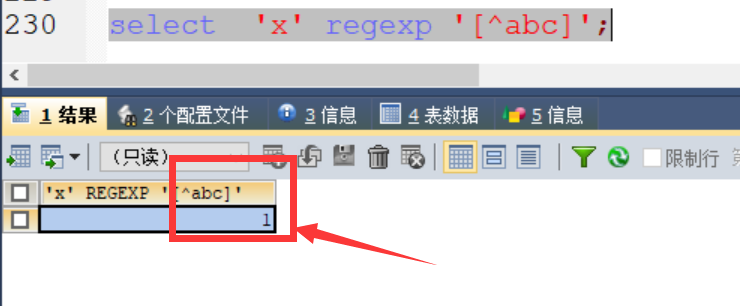 230 select 'x' regexp '[^abc]';
1 结果 2 个配置文件 3 信息 4 表数据 5 信息
(只读) 限制行
'x' REGEXP '[^abc]'
1